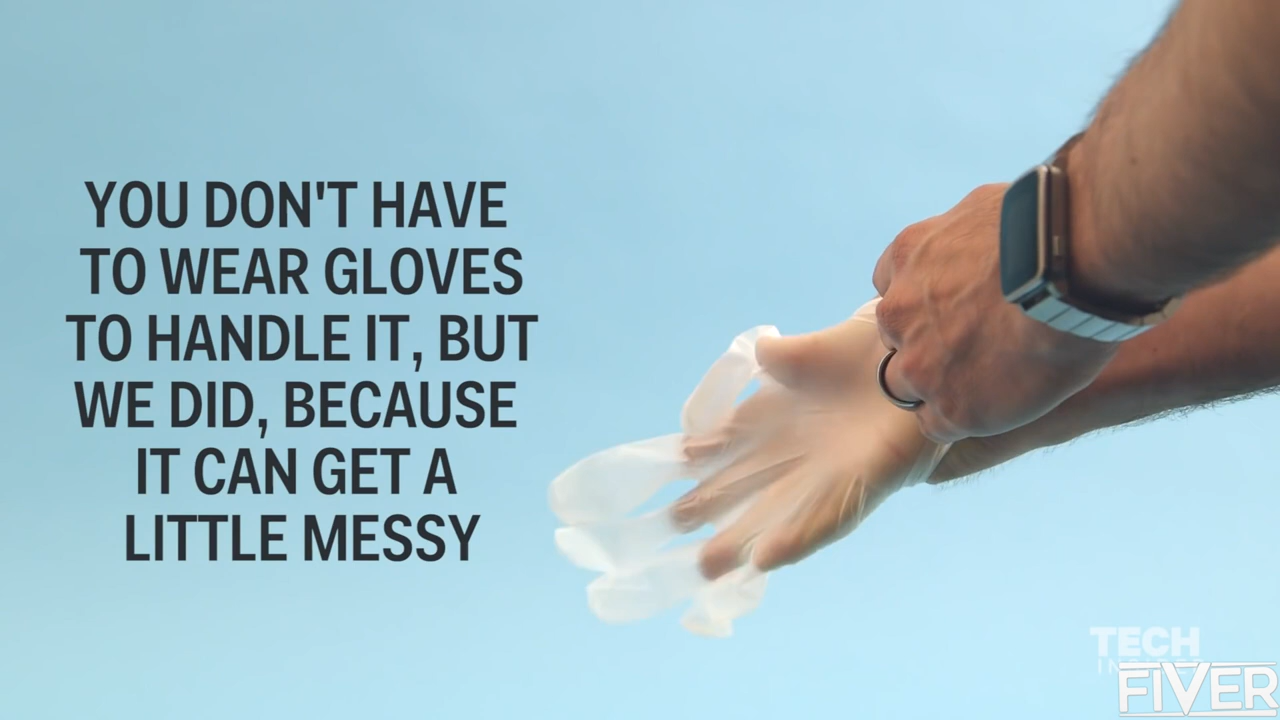 YOU DON'T HAVE
TO WEAR GLOVES
TO HANDLE IT, BUT
WE DID, BECAUSE
IT CAN GET A
LITTLE MESSY
TECH
FIVER